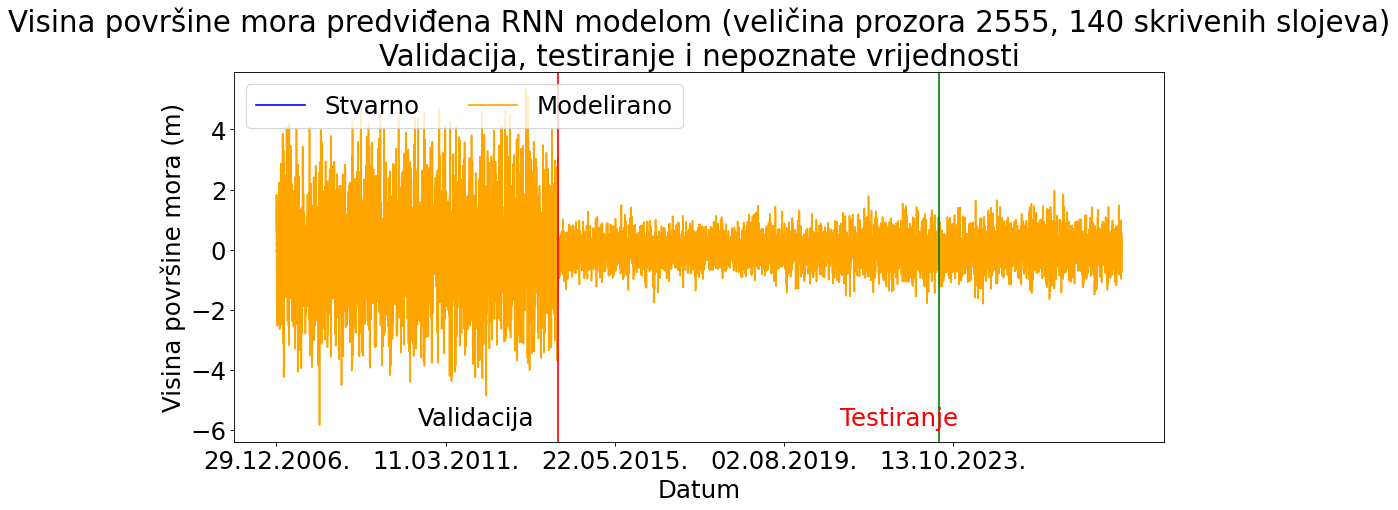 Visina površine mora predviđena RNN modelom (veličina prozora 2555, 140 skrivenih slojeva)
Validacija, testiranje i nepoznate vrijednosti
Stvarno
Modelirano
Visina površine mora (m)
4
2
0
−2
−4
−6
Validacija
Testiranje
29.12.2006.
11.03.2011.
22.05.2015.
02.08.2019.
13.10.2023.
Datum